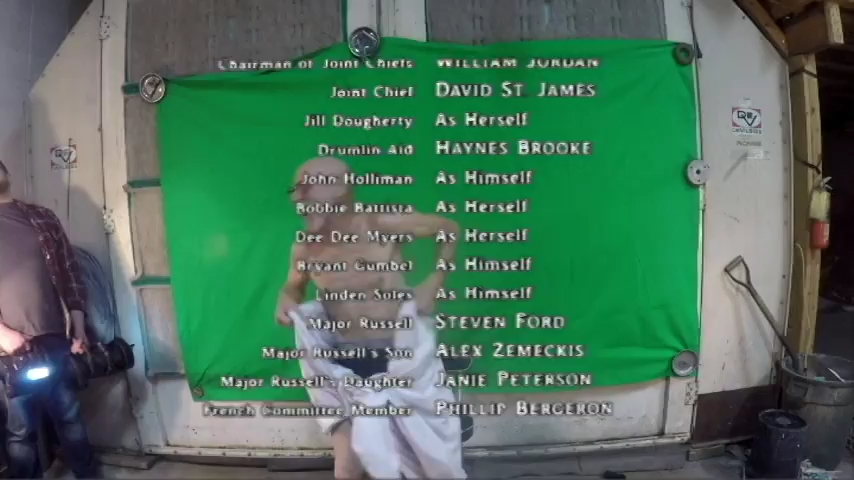 Chairman of Joint Chiefs WILLIAM JORDAN
Joint Chief DAVID ST. JAMES
Jill Dougherty As Herself
Drumlin Aid HAYNES BROOKE
John Holliman As Himself
Bobbie Battista As Herself
Dee Dee Myers As Herself
Bryant Gumbel As Himself
Linden Soles As Himself
Major Russell STEVEN FORD
Major Russell's Son ALEX ZEMECKIS
Major Russell's Daughter JANIE PETERSON
French Committee Member PHILLIP BERGERON